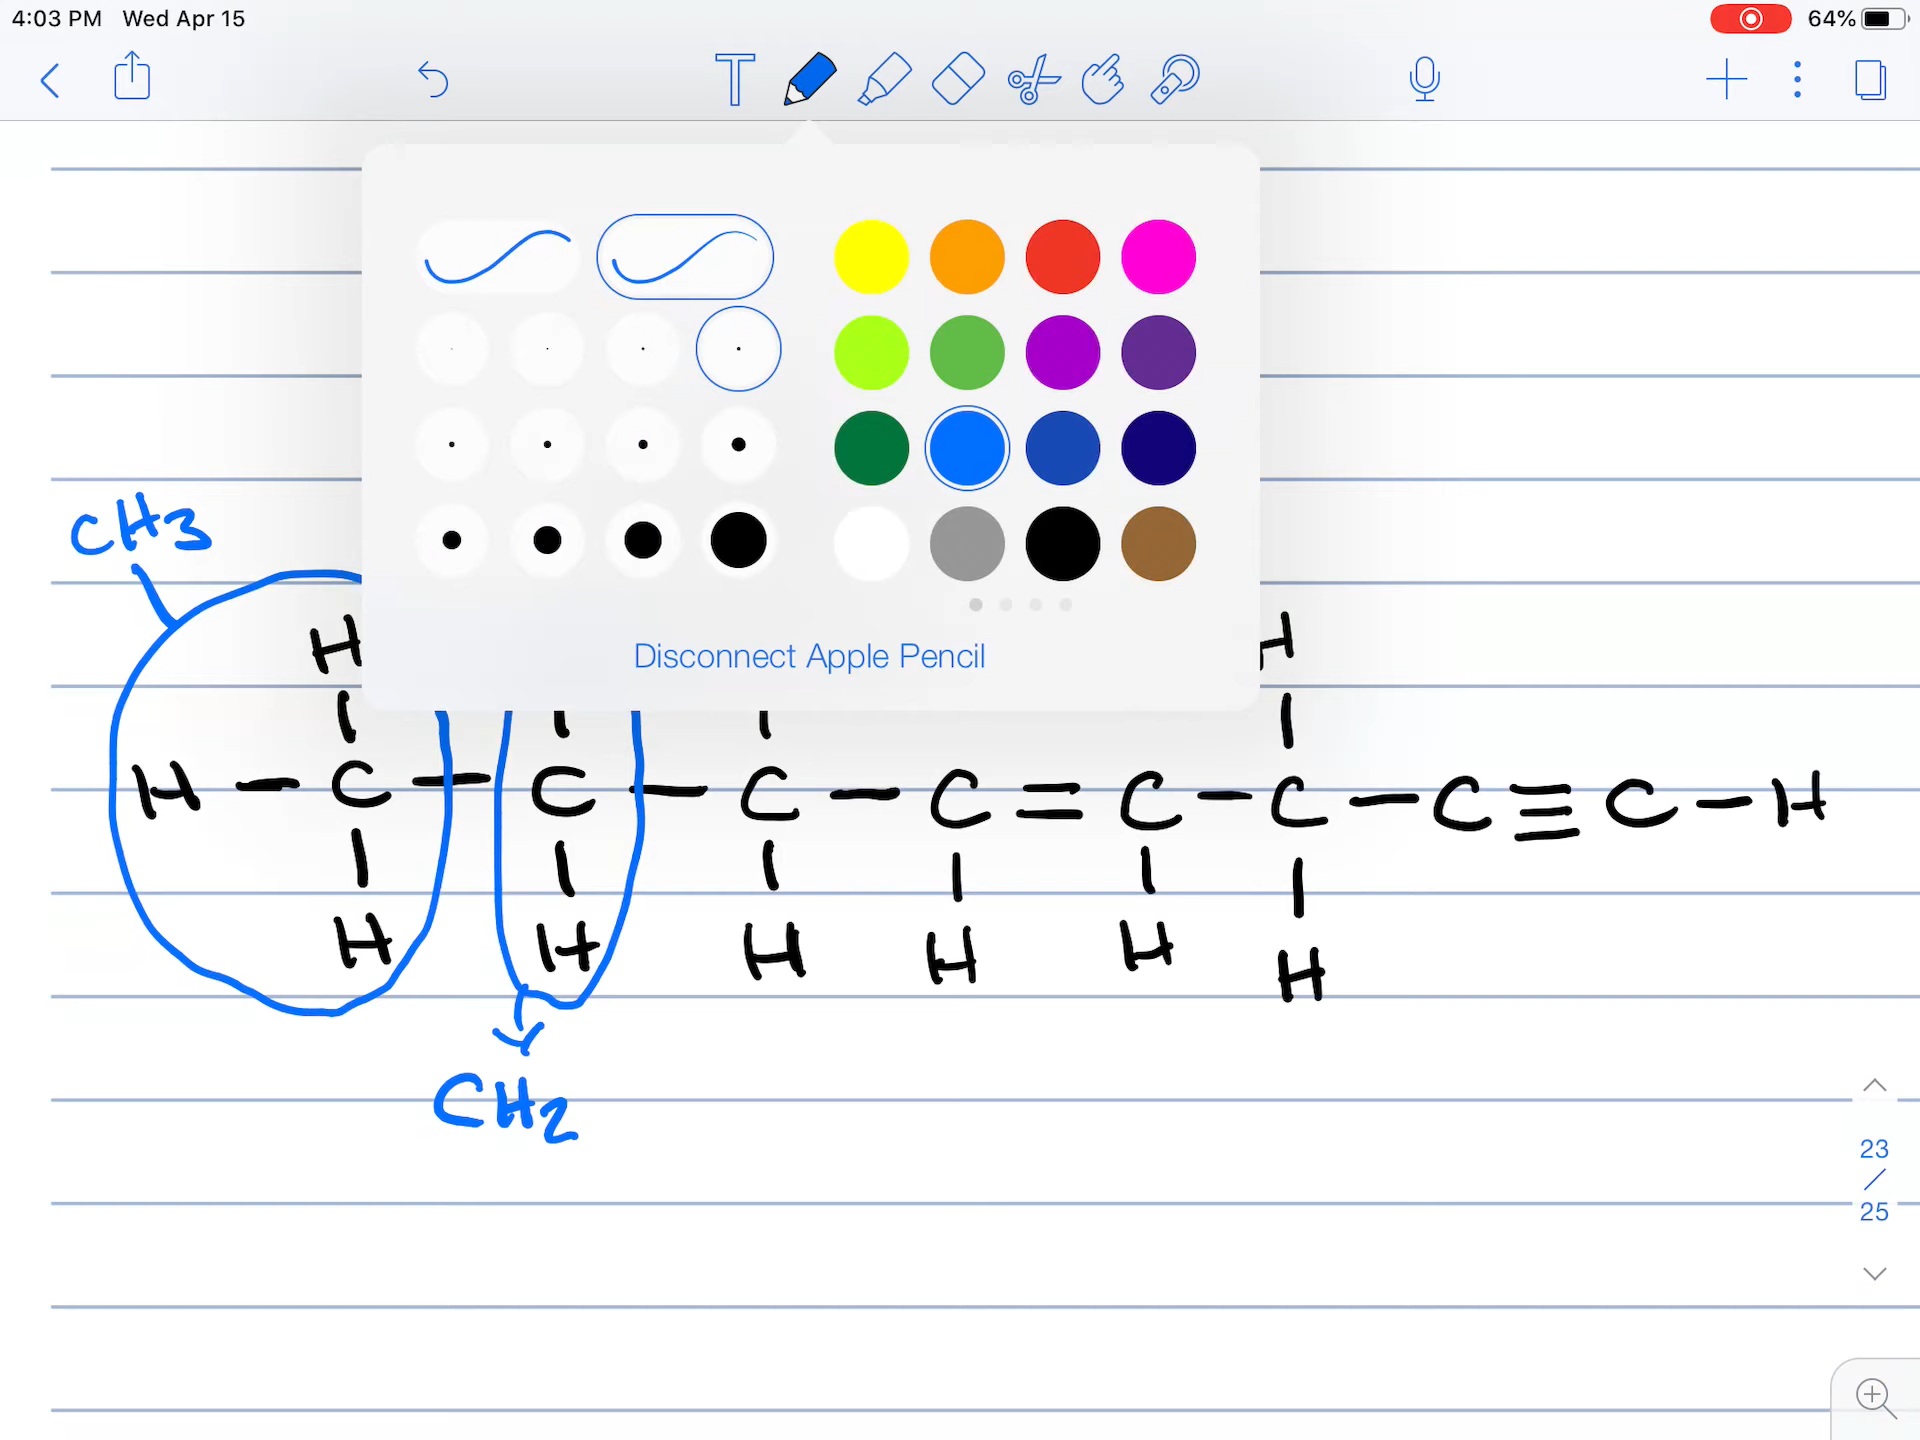 4:03 PM Wed Apr 15 64%
T
Disconnect Apple Pencil
CH3
H H
H - C - C - C - C = C - C - C ≡ C - H
H H H H H H
CH2
23
/
25